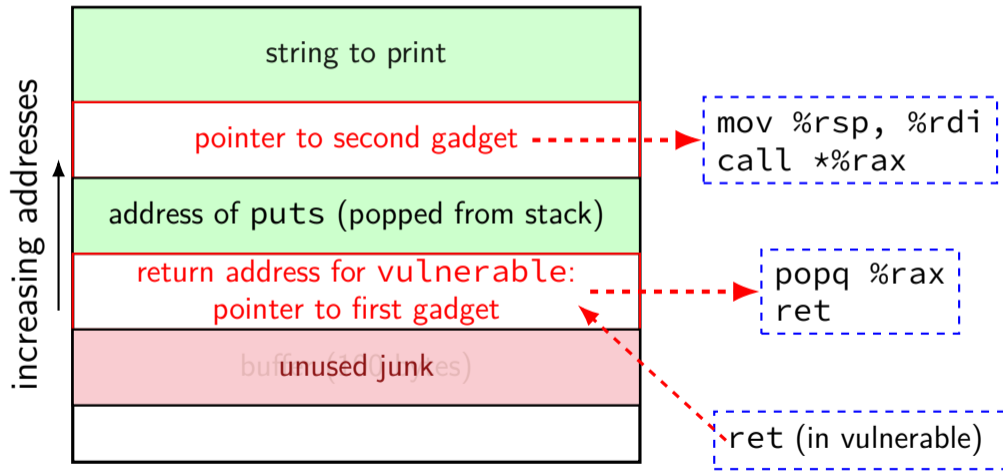 string to print
pointer to second gadget
mov %rsp, %rdi
call *%rax
address of puts (popped from stack)
return address for vulnerable:
pointer to first gadget
popq %rax
ret
unused junk
ret (in vulnerable)
increasing addresses